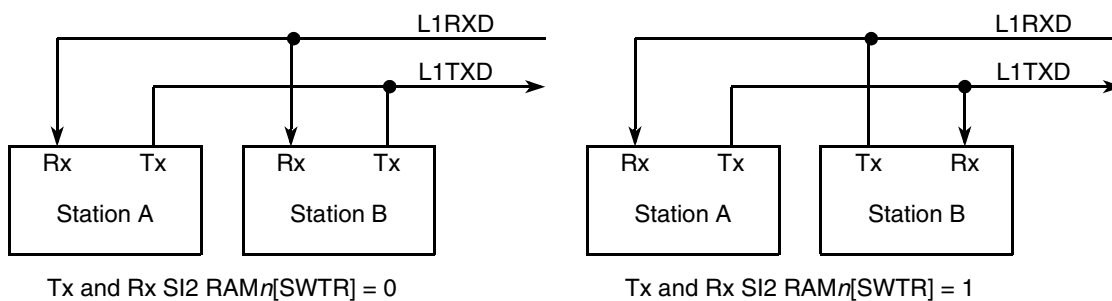 L1RXD L1RXD
L1TXD L1TXD
Rx Tx Rx Tx Rx Tx Tx Rx
Station A Station B Station A Station B
Tx and Rx SI2 RAMn[SWTR] = 0 Tx and Rx SI2 RAMn[SWTR] = 1